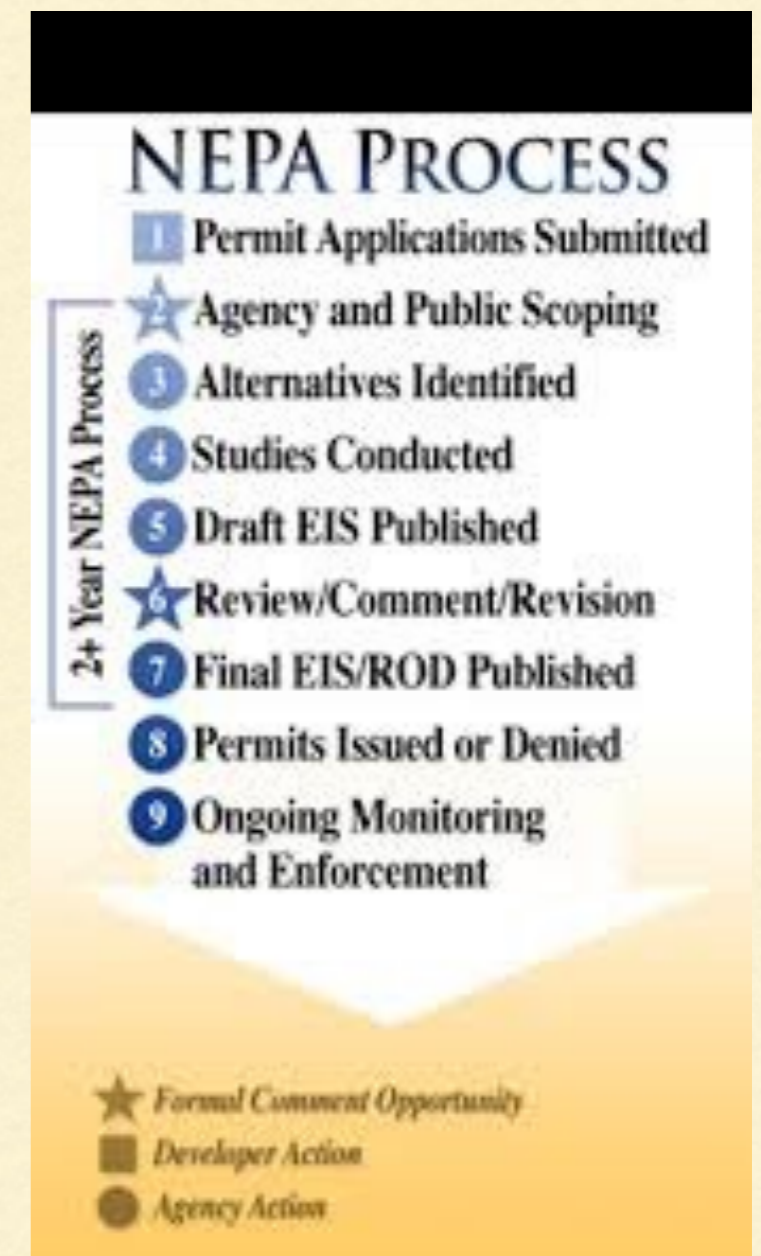 NEPA PROCESS
1 Permit Applications Submitted
2 Agency and Public Scoping
3 Alternatives Identified
4 Studies Conducted
5 Draft EIS Published
6 Review/Comment/Revision
7 Final EIS/ROD Published
8 Permits Issued or Denied
9 Ongoing Monitoring
and Enforcement
2+ Year NEPA Process
Formal Comment Opportunity
Developer Action
Agency Action